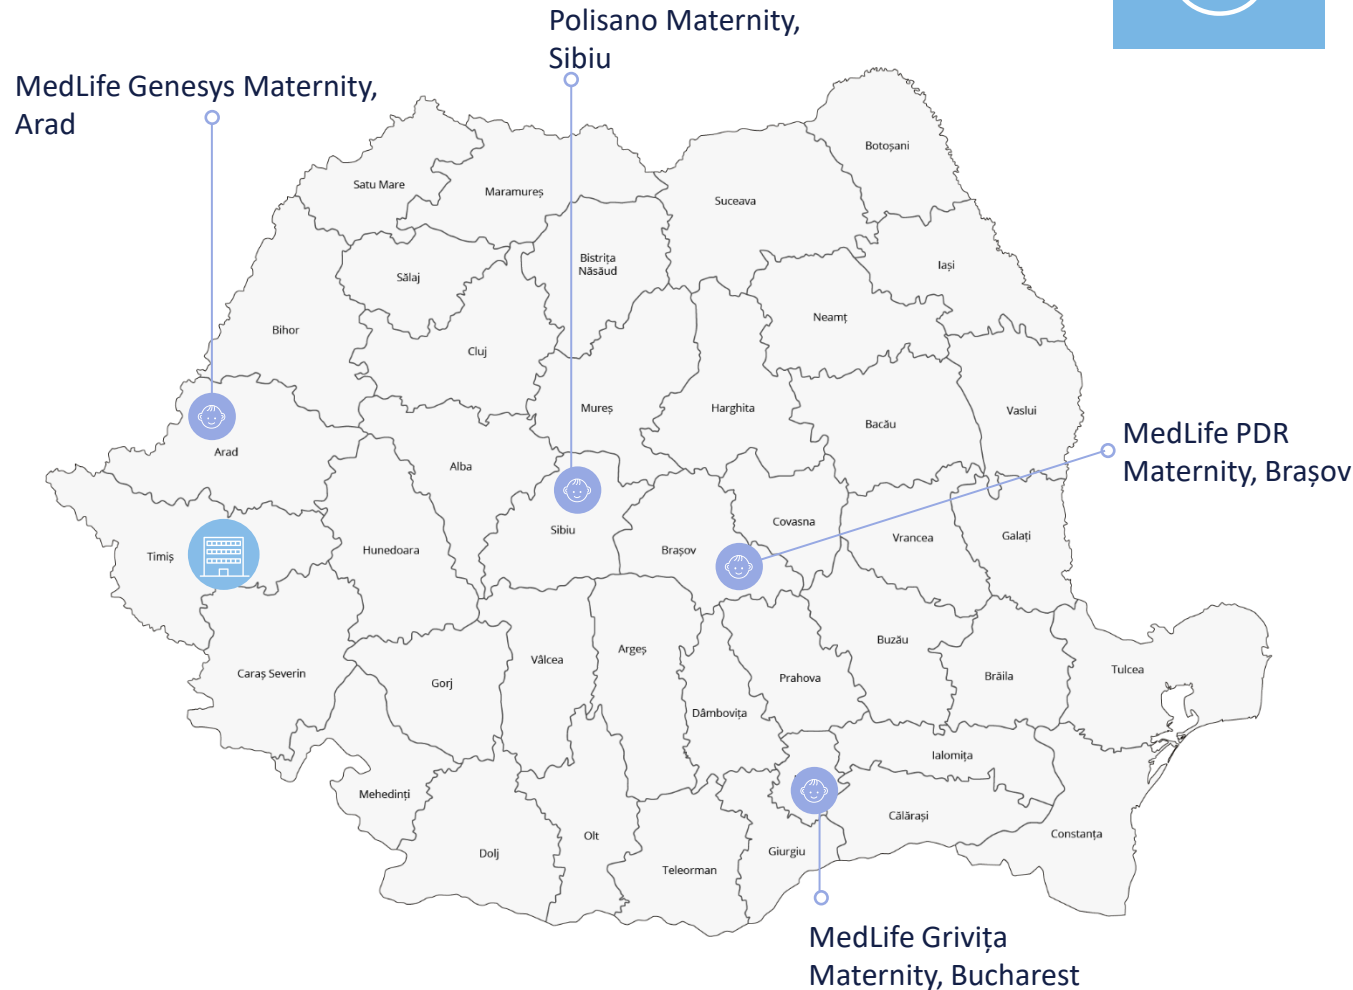 Polisano Maternity,
Sibiu
MedLife Genesys Maternity,
Arad
Botoșani
Satu Mare
Maramureș
Suceava
Bistrița
Năsăud
Iași
Sălaj
Neamț
Bihor
Cluj
Mureș
Harghita
Vaslui
Bacău
MedLife PDR
Maternity, Brașov
Arad
Alba
Sibiu
Covasna
Timiș
Hunedoara
Brașov
Vrancea
Galați
Caraș Severin
Gorj
Vâlcea
Argeș
Buzău
Prahova
Brăila
Tulcea
Dâmbovița
Ialomița
Mehedinți
Călărași
Constanța
Olt
Dolj
Giurgiu
Teleorman
MedLife Grivița
Maternity, Bucharest